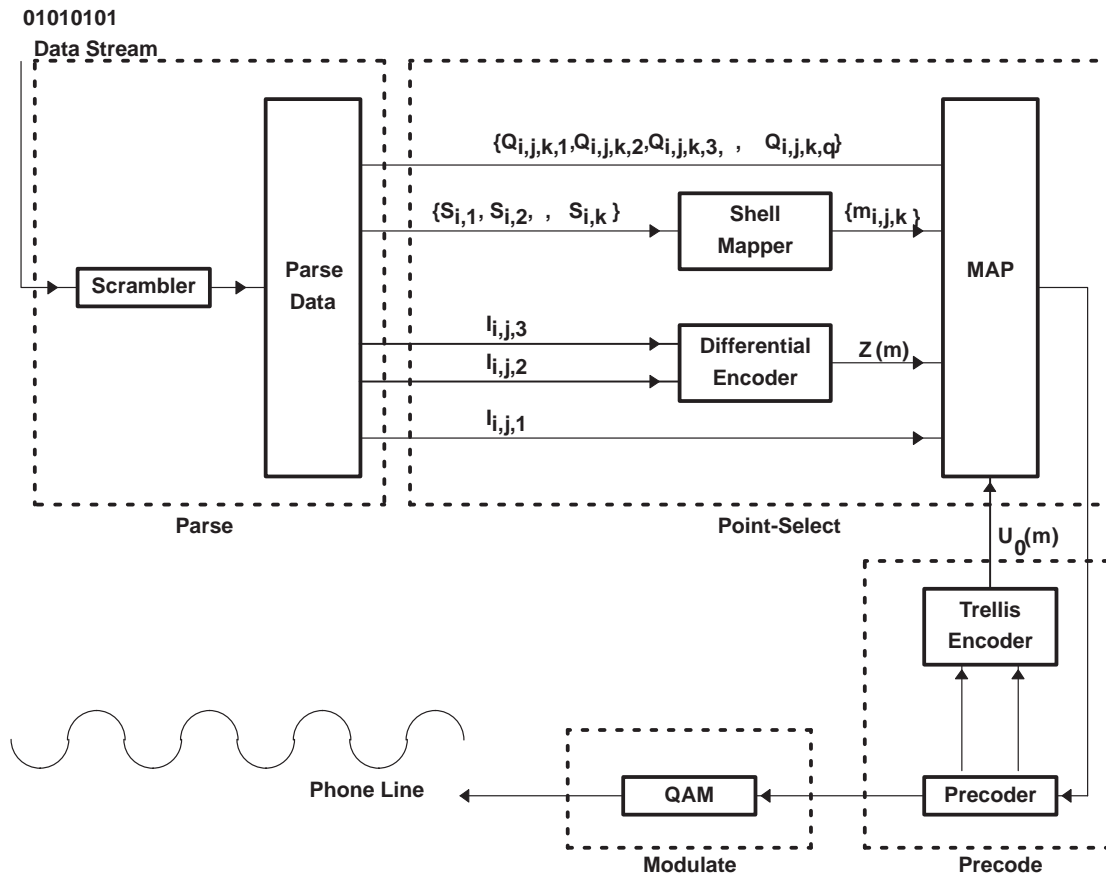 01010101
Data Stream
{Qi,j,k,1,Qi,j,k,2,Qi,j,k,3, , Qi,j,k,q}
{Si,1, Si,2, , Si,k }
Shell
Mapper
{mi,j,k }
MAP
Scrambler
Parse
Data
Ii,j,3
Ii,j,2
Differential
Encoder
Z (m)
Ii,j,1
Parse
Point-Select
U0(m)
Trellis
Encoder
Phone Line
QAM
Precoder
Modulate
Precode